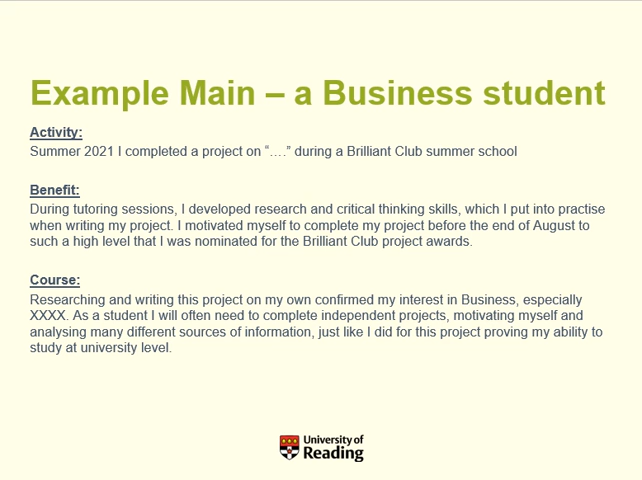 Example Main – a Business student
Activity:
Summer 2021 I completed a project on “….” during a Brilliant Club summer school
Benefit:
During tutoring sessions, I developed research and critical thinking skills, which I put into practise
when writing my project. I motivated myself to complete my project before the end of August to
such a high level that I was nominated for the Brilliant Club project awards.
Course:
Researching and writing this project on my own confirmed my interest in Business, especially
XXXX. As a student I will often need to complete independent projects, motivating myself and
analysing many different sources of information, just like I did for this project proving my ability to
study at university level.
University of
Reading